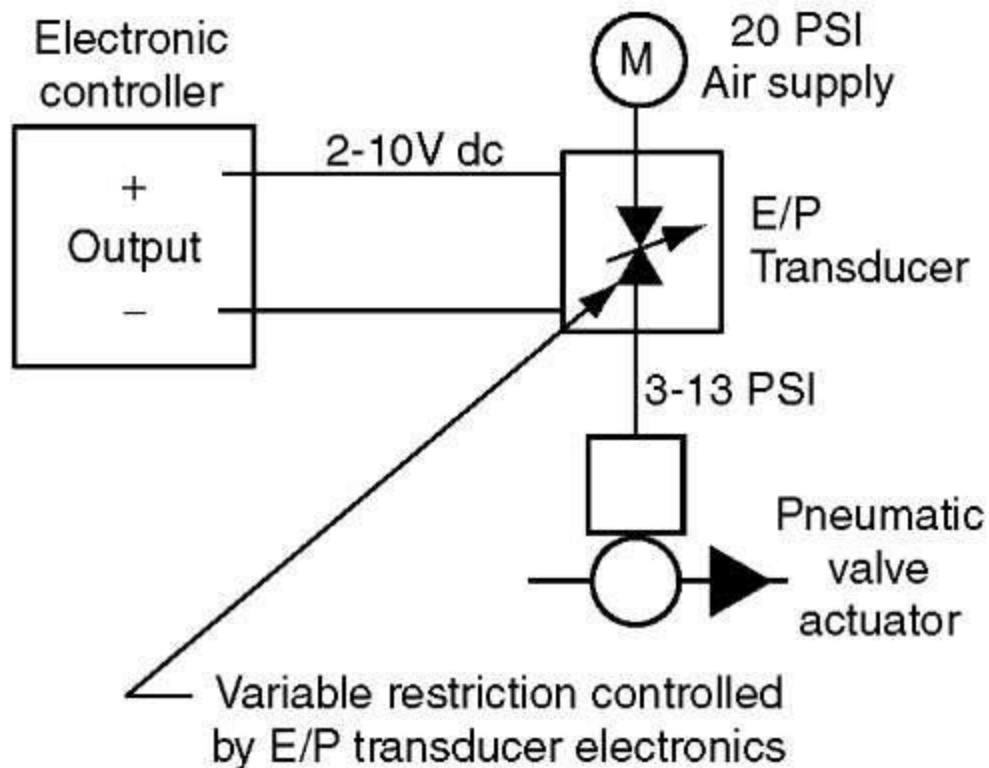 Electronic
controller
20 PSI
Air supply
M
2-10V dc
+
Output
−
E/P
Transducer
3-13 PSI
Pneumatic
valve
actuator
Variable restriction controlled
by E/P transducer electronics